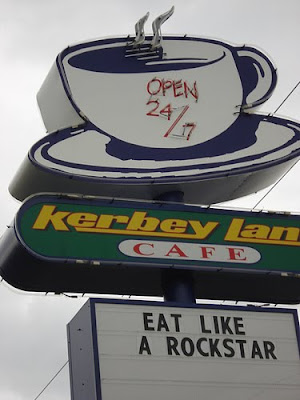 OPEN
24/7
Kerbey Lan
CAFE
EAT LIKE
A ROCKSTAR